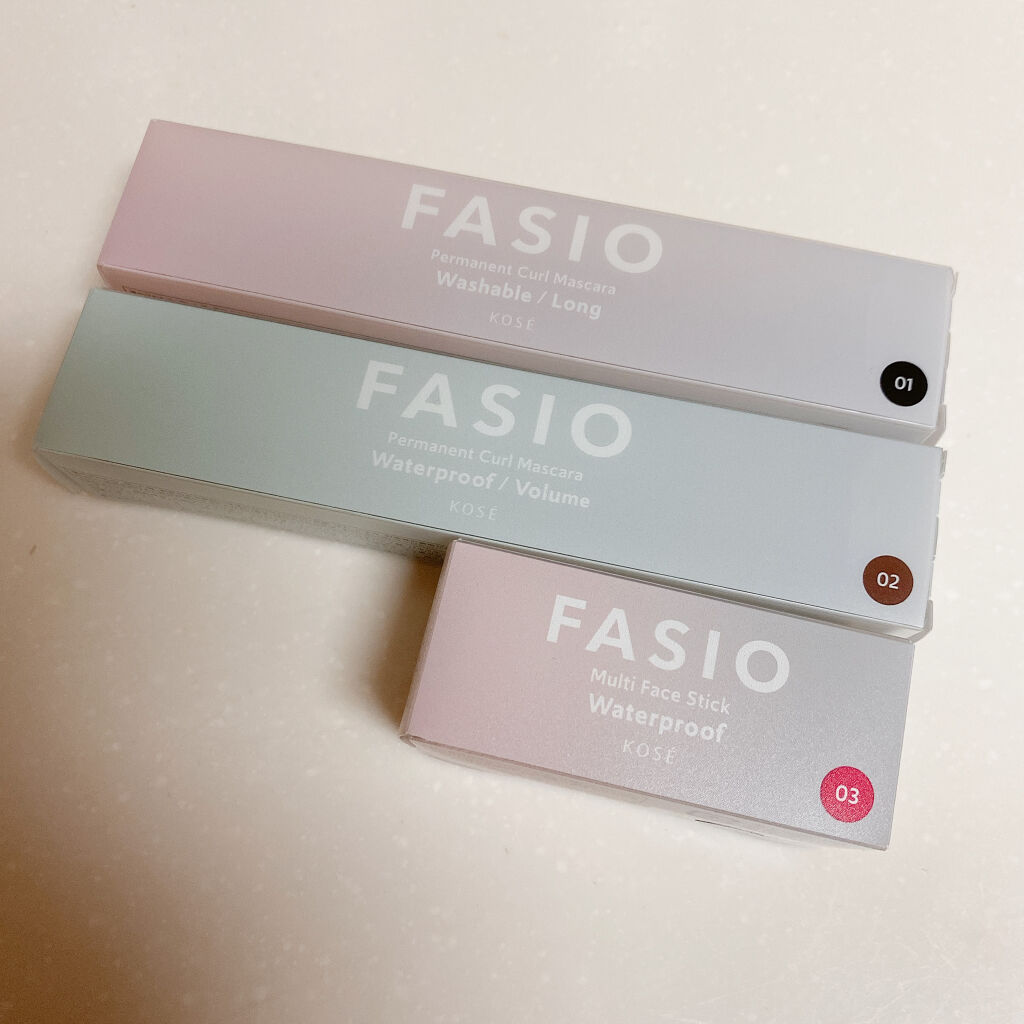 FASIO
Permanent Curl Mascara
Washable / Long
KOSÉ
01
FASIO
Permanent Curl Mascara
Waterproof / Volume
KOSÉ
02
FASIO
Multi Face Stick
Waterproof
KOSÉ
03